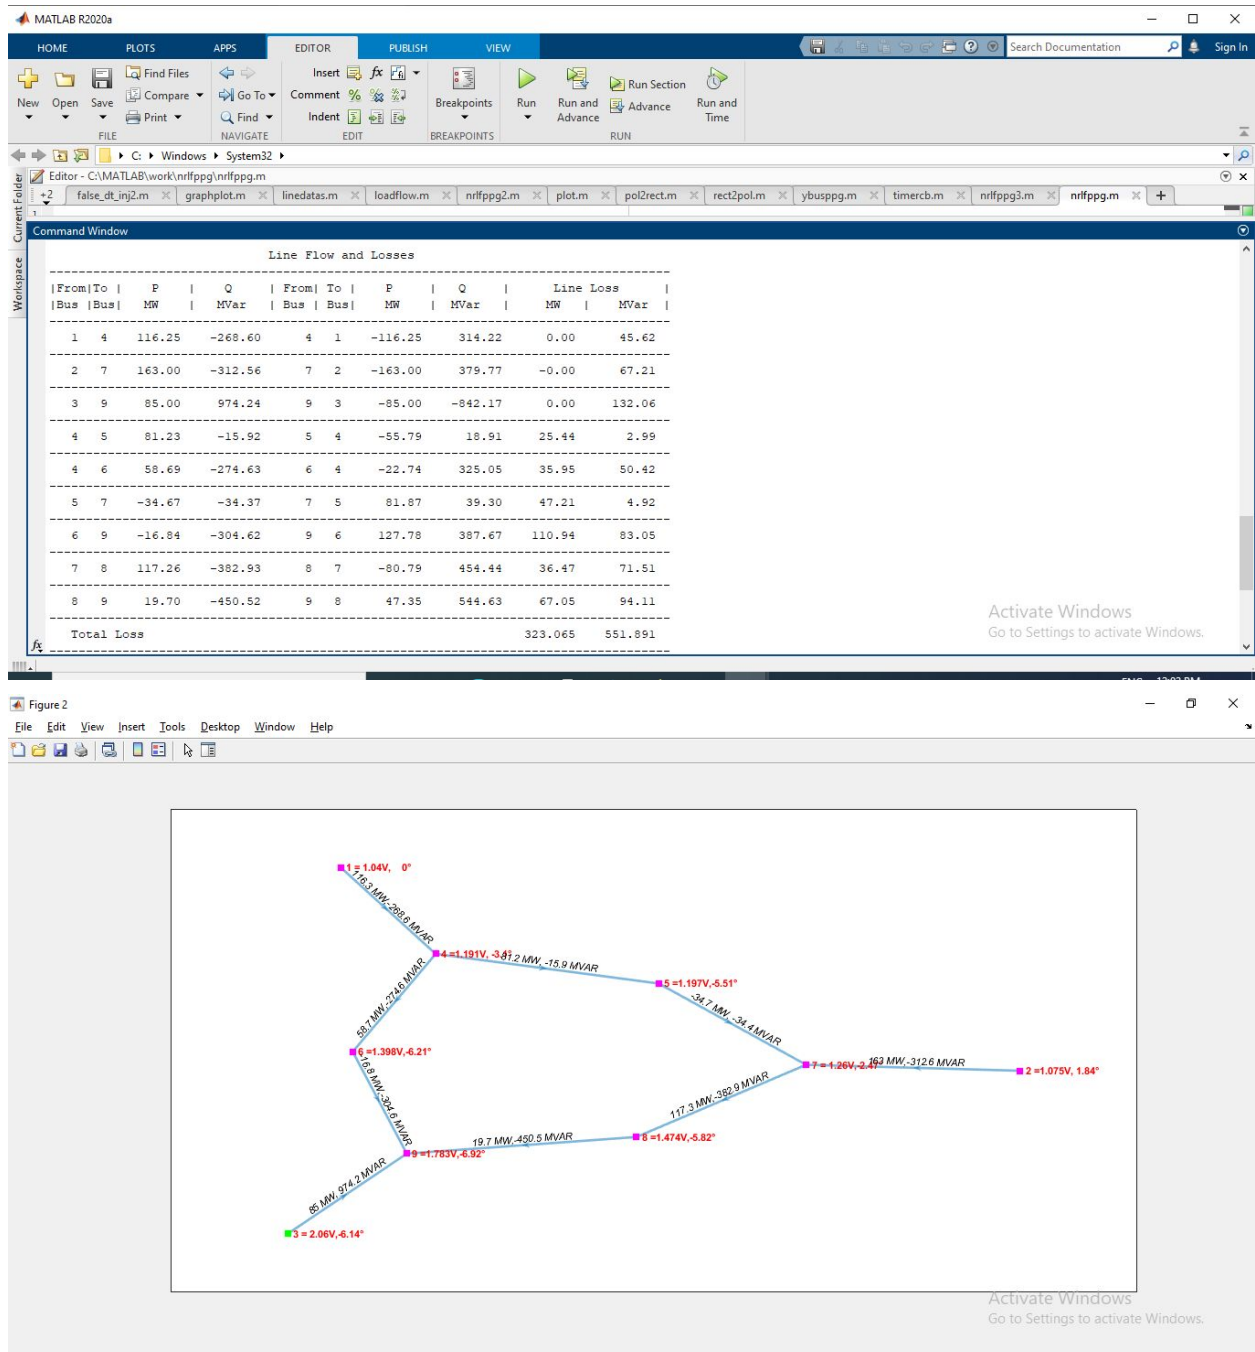 MATLAB R2020a
HOME PLOTS APPS EDITOR PUBLISH VIEW Search Documentation Sign In
New Open Save Find Files Compare Print Go To Find Insert fx Comment % Indent Breakpoints Run Run and Advance Run Section Advance Run and Time
FILE NAVIGATE EDIT BREAKPOINTS RUN
C: Windows System32
Editor - C:\MATLAB\work\nrlfppg\nrlfppg.m
+2 false_dt_inj2.m graphplot.m linedatas.m loadflow.m nrlfppg2.m plot.m pol2rect.m rect2pol.m ybusppg.m timercb.m nrlfppg3.m nrlfppg.m +
1
Current Folder
Workspace
Command Window
Line Flow and Losses
|From|To | P | Q | From| To | P | Q | Line Loss |
|Bus |Bus| MW | MVar | Bus | Bus| MW | MVar | MW | MVar |
1 4 116.25 -268.60 4 1 -116.25 314.22 0.00 45.62
2 7 163.00 -312.56 7 2 -163.00 379.77 -0.00 67.21
3 9 85.00 974.24 9 3 -85.00 -842.17 0.00 132.06
4 5 81.23 -15.92 5 4 -55.79 18.91 25.44 2.99
4 6 58.69 -274.63 6 4 -22.74 325.05 35.95 50.42
5 7 -34.67 -34.37 7 5 81.87 39.30 47.21 4.92
6 9 -16.84 -304.62 9 6 127.78 387.67 110.94 83.05
7 8 117.26 -382.93 8 7 -80.79 454.44 36.47 71.51
8 9 19.70 -450.52 9 8 47.35 544.63 67.05 94.11
Total Loss 323.065 551.891
fx
Activate Windows
Go to Settings to activate Windows.
Figure 2
File Edit View Insert Tools Desktop Window Help
1 = 1.04V, 0°
116.3 MW,-268.6 MVAR
4 =1.191V, -3.4°
81.2 MW, -15.9 MVAR
5 =1.197V,-5.51°
58.7 MW,-274.6 MVAR
-34.7 MW, -34.4 MVAR
6 =1.398V,-6.21°
7 = 1.26V,-2.47°
163 MW,-312.6 MVAR
2 =1.075V, 1.84°
-16.8 MW,-304.6 MVAR
117.3 MW,-382.9 MVAR
8 =1.474V,-5.82°
19.7 MW,-450.5 MVAR
9 =1.783V,-6.92°
85 MW, 974.2 MVAR
3 = 2.06V,-6.14°
Activate Windows
Go to Settings to activate Windows.